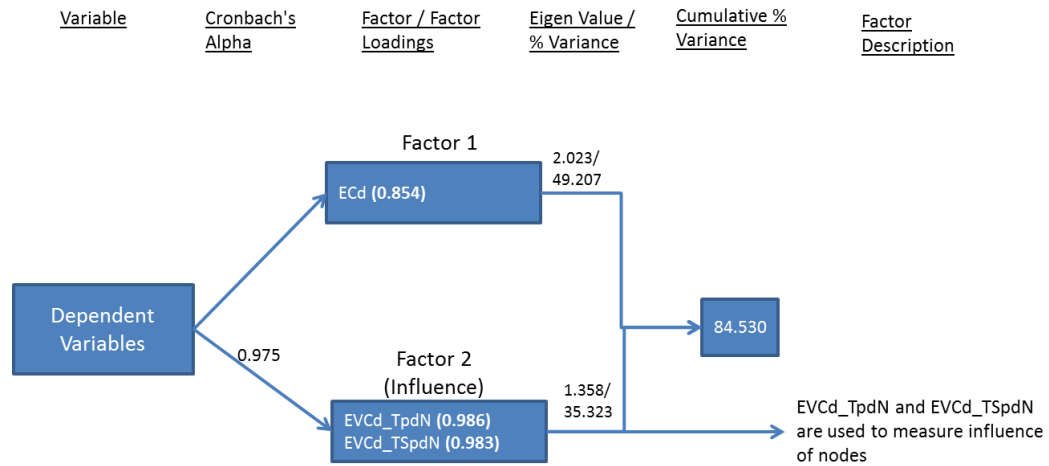 Variable
Cronbach's
Alpha
Factor / Factor
Loadings
Eigen Value /
% Variance
Cumulative %
Variance
Factor
Description
Factor 1
2.023/
49.207
ECd (0.854)
Dependent
Variables
84.530
0.975
Factor 2
(Influence)
1.358/
35.323
EVCd_TpdN (0.986)
EVCd_TSpdN (0.983)
EVCd_TpdN and EVCd_TSpdN
are used to measure influence
of nodes